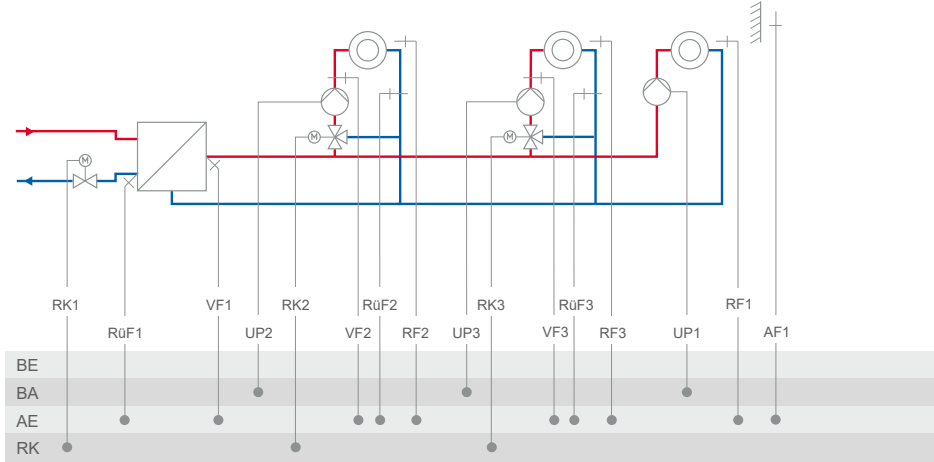 M
M
M
RK1
VF1
RK2
RüF2
RK3
RüF3
RF1
RüF1
UP2
VF2
RF2
UP3
VF3
RF3
UP1
AF1
BE
BA
AE
RK